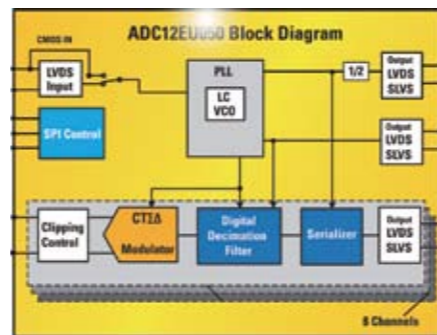 ADC12EU050 Block Diagram
CMOS IN
LVDS
Input
PLL
LC
VCO
1/2
Output
LVDS
SLVS
SPI Control
Output
LVDS
SLVS
Clipping
Control
CTΣΔ
Modulator
Digital
Decimation
Filter
Serializer
Output
LVDS
SLVS
8 Channels